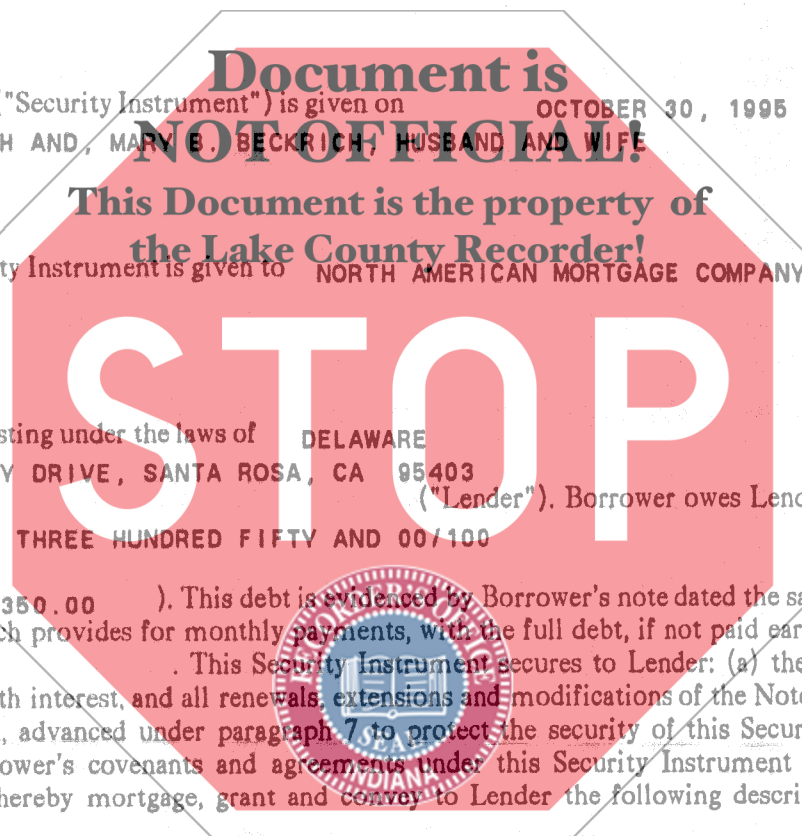 Document is
("Security Instrument") is given on OCTOBER 30, 1995
H AND, MARY B. BECKRICH, HUSBAND AND WIFE
NOT OFFICIAL!
This Document is the property of
the Lake County Recorder!
ty Instrument is given to NORTH AMERICAN MORTGAGE COMPANY
STOP
sting under the laws of DELAWARE
Y DRIVE, SANTA ROSA, CA 95403
("Lender"). Borrower owes Lend
THREE HUNDRED FIFTY AND 00/100
350.00 ). This debt is evidenced by Borrower's note dated the sa
ch provides for monthly payments, with the full debt, if not paid ear
. This Security Instrument secures to Lender: (a) the
th interest, and all renewals, extensions and modifications of the Note
, advanced under paragraph 7 to protect the security of this Secur
ower's covenants and agreements under this Security Instrument
hereby mortgage, grant and convey to Lender the following descri
RECORDER'S OFFICE
SEAL
INDIANA